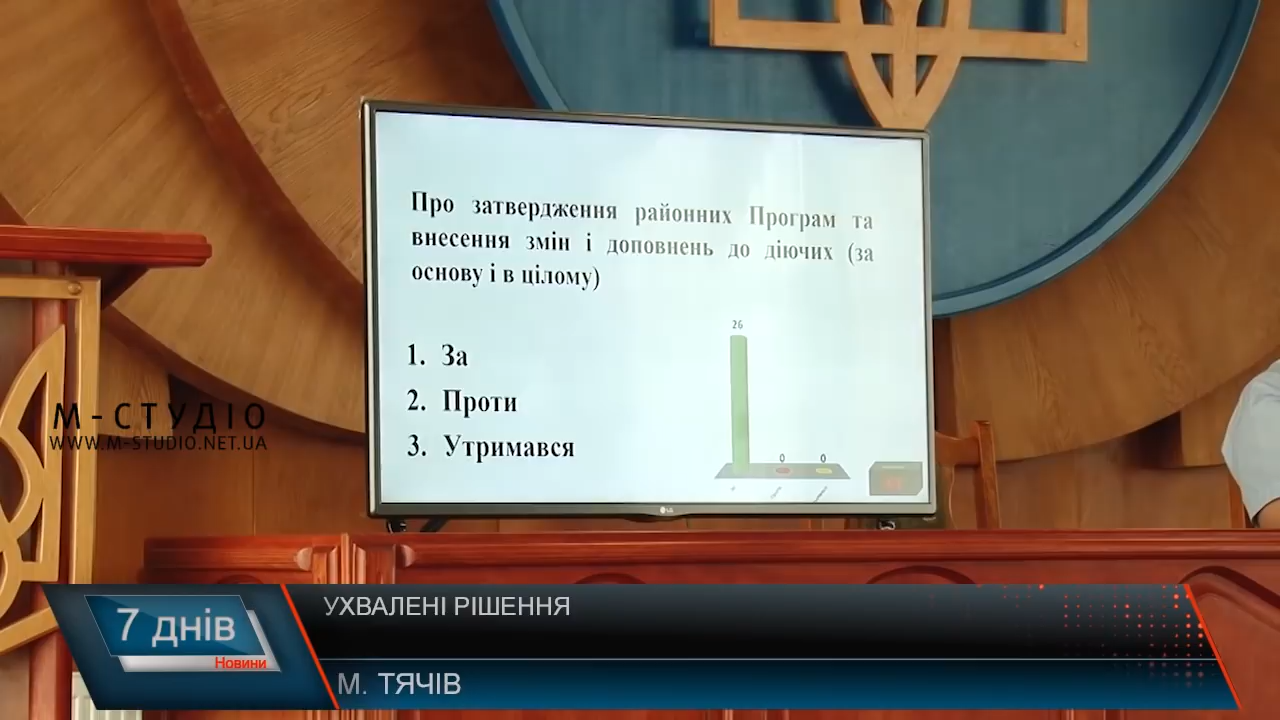 Про затвердження районних Програм та
внесення змін і доповнень до діючих (за
основу і в цілому)
26
1. За
2. Проти
3. Утримався
0 0
LG
М-СТУДІО
WWW.M-STUDIO.NET.UA
7 днів
Новини
УХВАЛЕНІ РІШЕННЯ
М. ТЯЧІВ